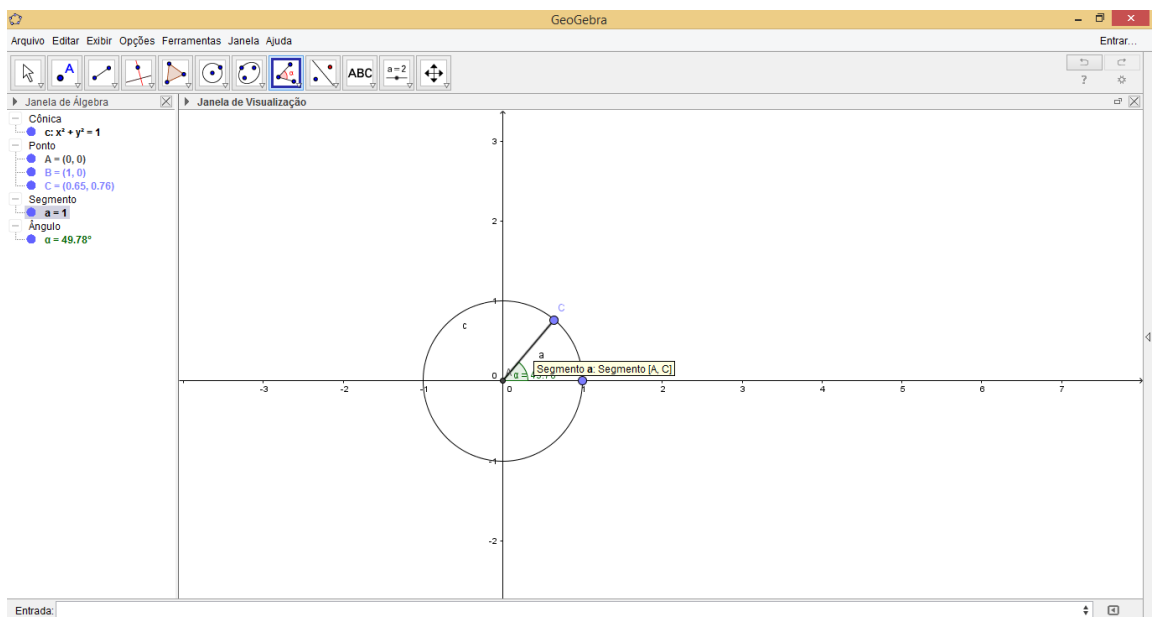 GeoGebra
Arquivo Editar Exibir Opções Ferramentas Janela Ajuda
Entrar...
A
α
ABC
a=2
?
Janela de Álgebra
Janela de Visualização
Cônica
c: x² + y² = 1
Ponto
A = (0, 0)
B = (1, 0)
C = (0.65, 0.76)
Segmento
a = 1
Ângulo
α = 49.78°
3
2
1
0
-1
-2
-3
-2
-1
0
1
2
3
4
5
6
7
c
C
a
A
α =
Segmento a: Segmento [A, C]
Entrada: